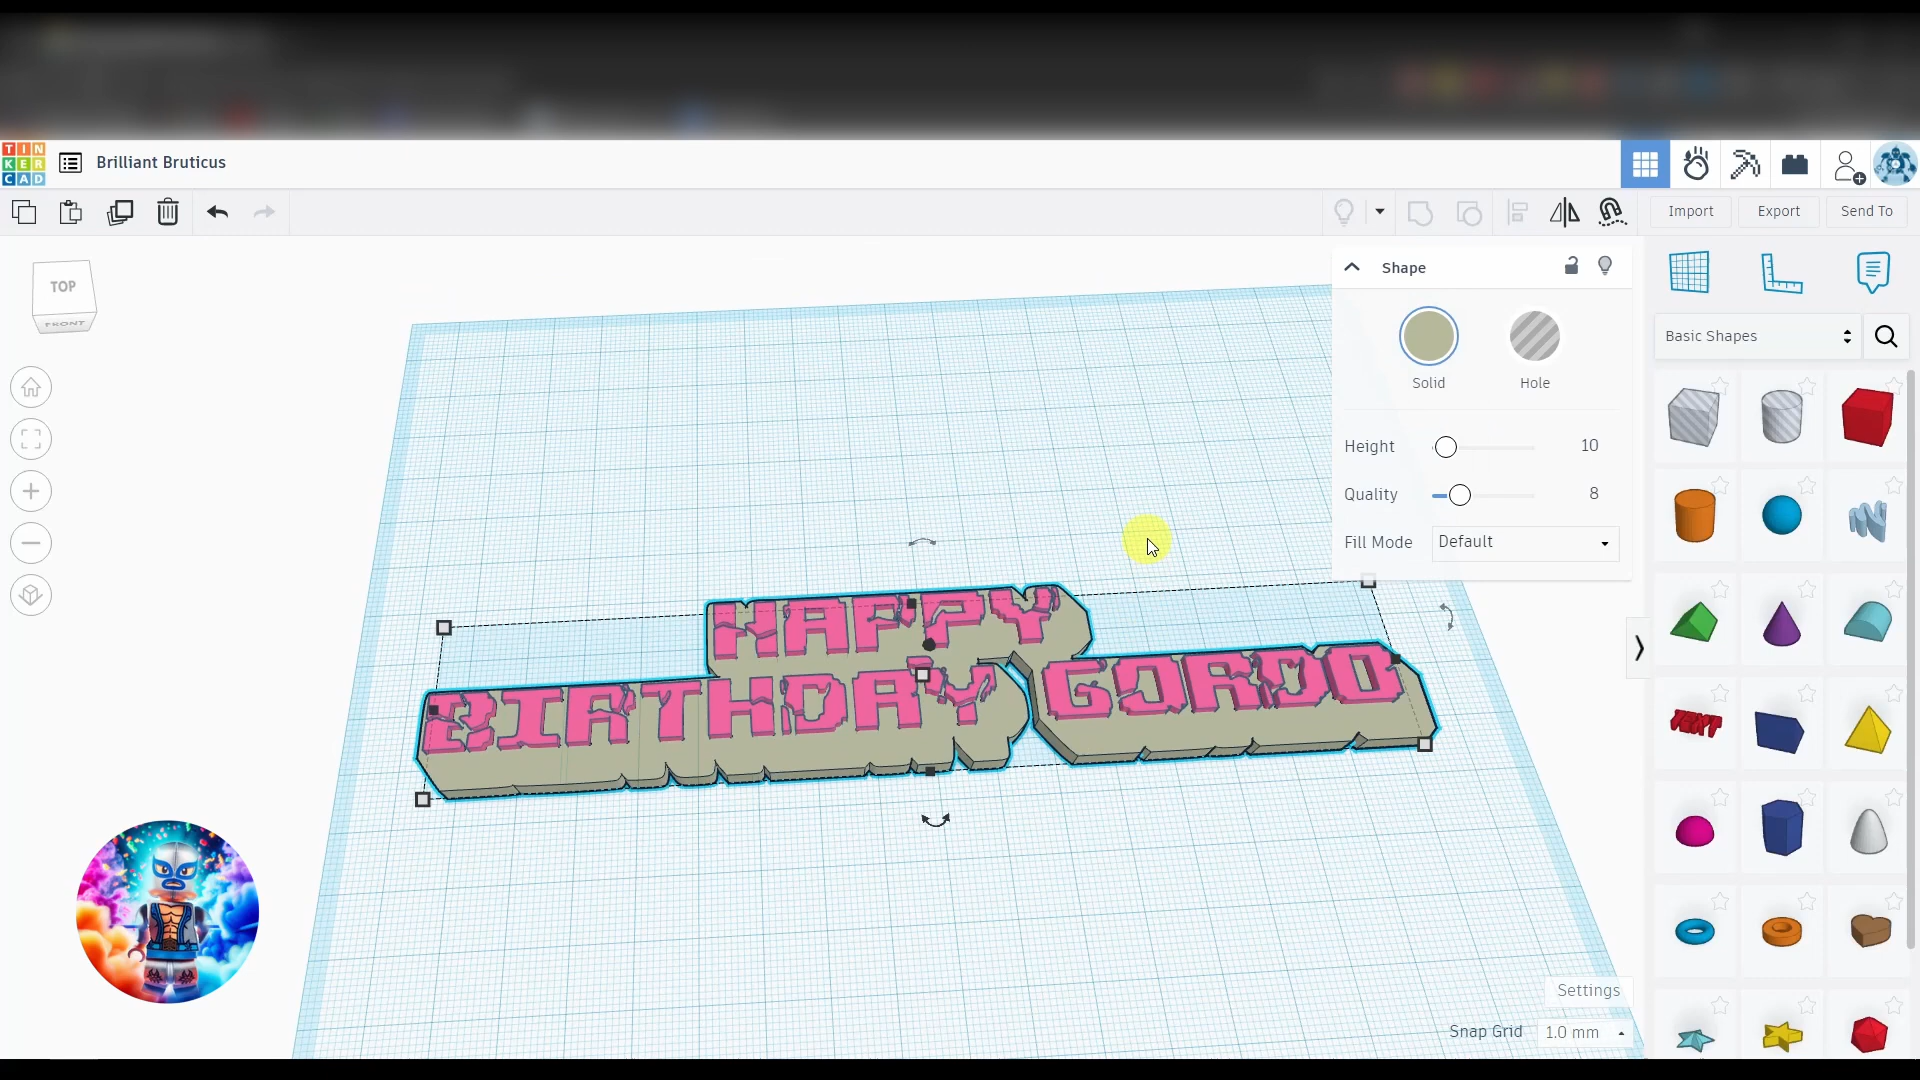 TIN
KER
CAD
Brilliant Bruticus
Import
Export
Send To
TOP
FRONT
Shape
Solid
Hole
Height
10
Quality
8
Fill Mode
Default
Basic Shapes
TEXT
HAPPY
BIRTHDAY GORDO
Settings
Snap Grid
1.0 mm